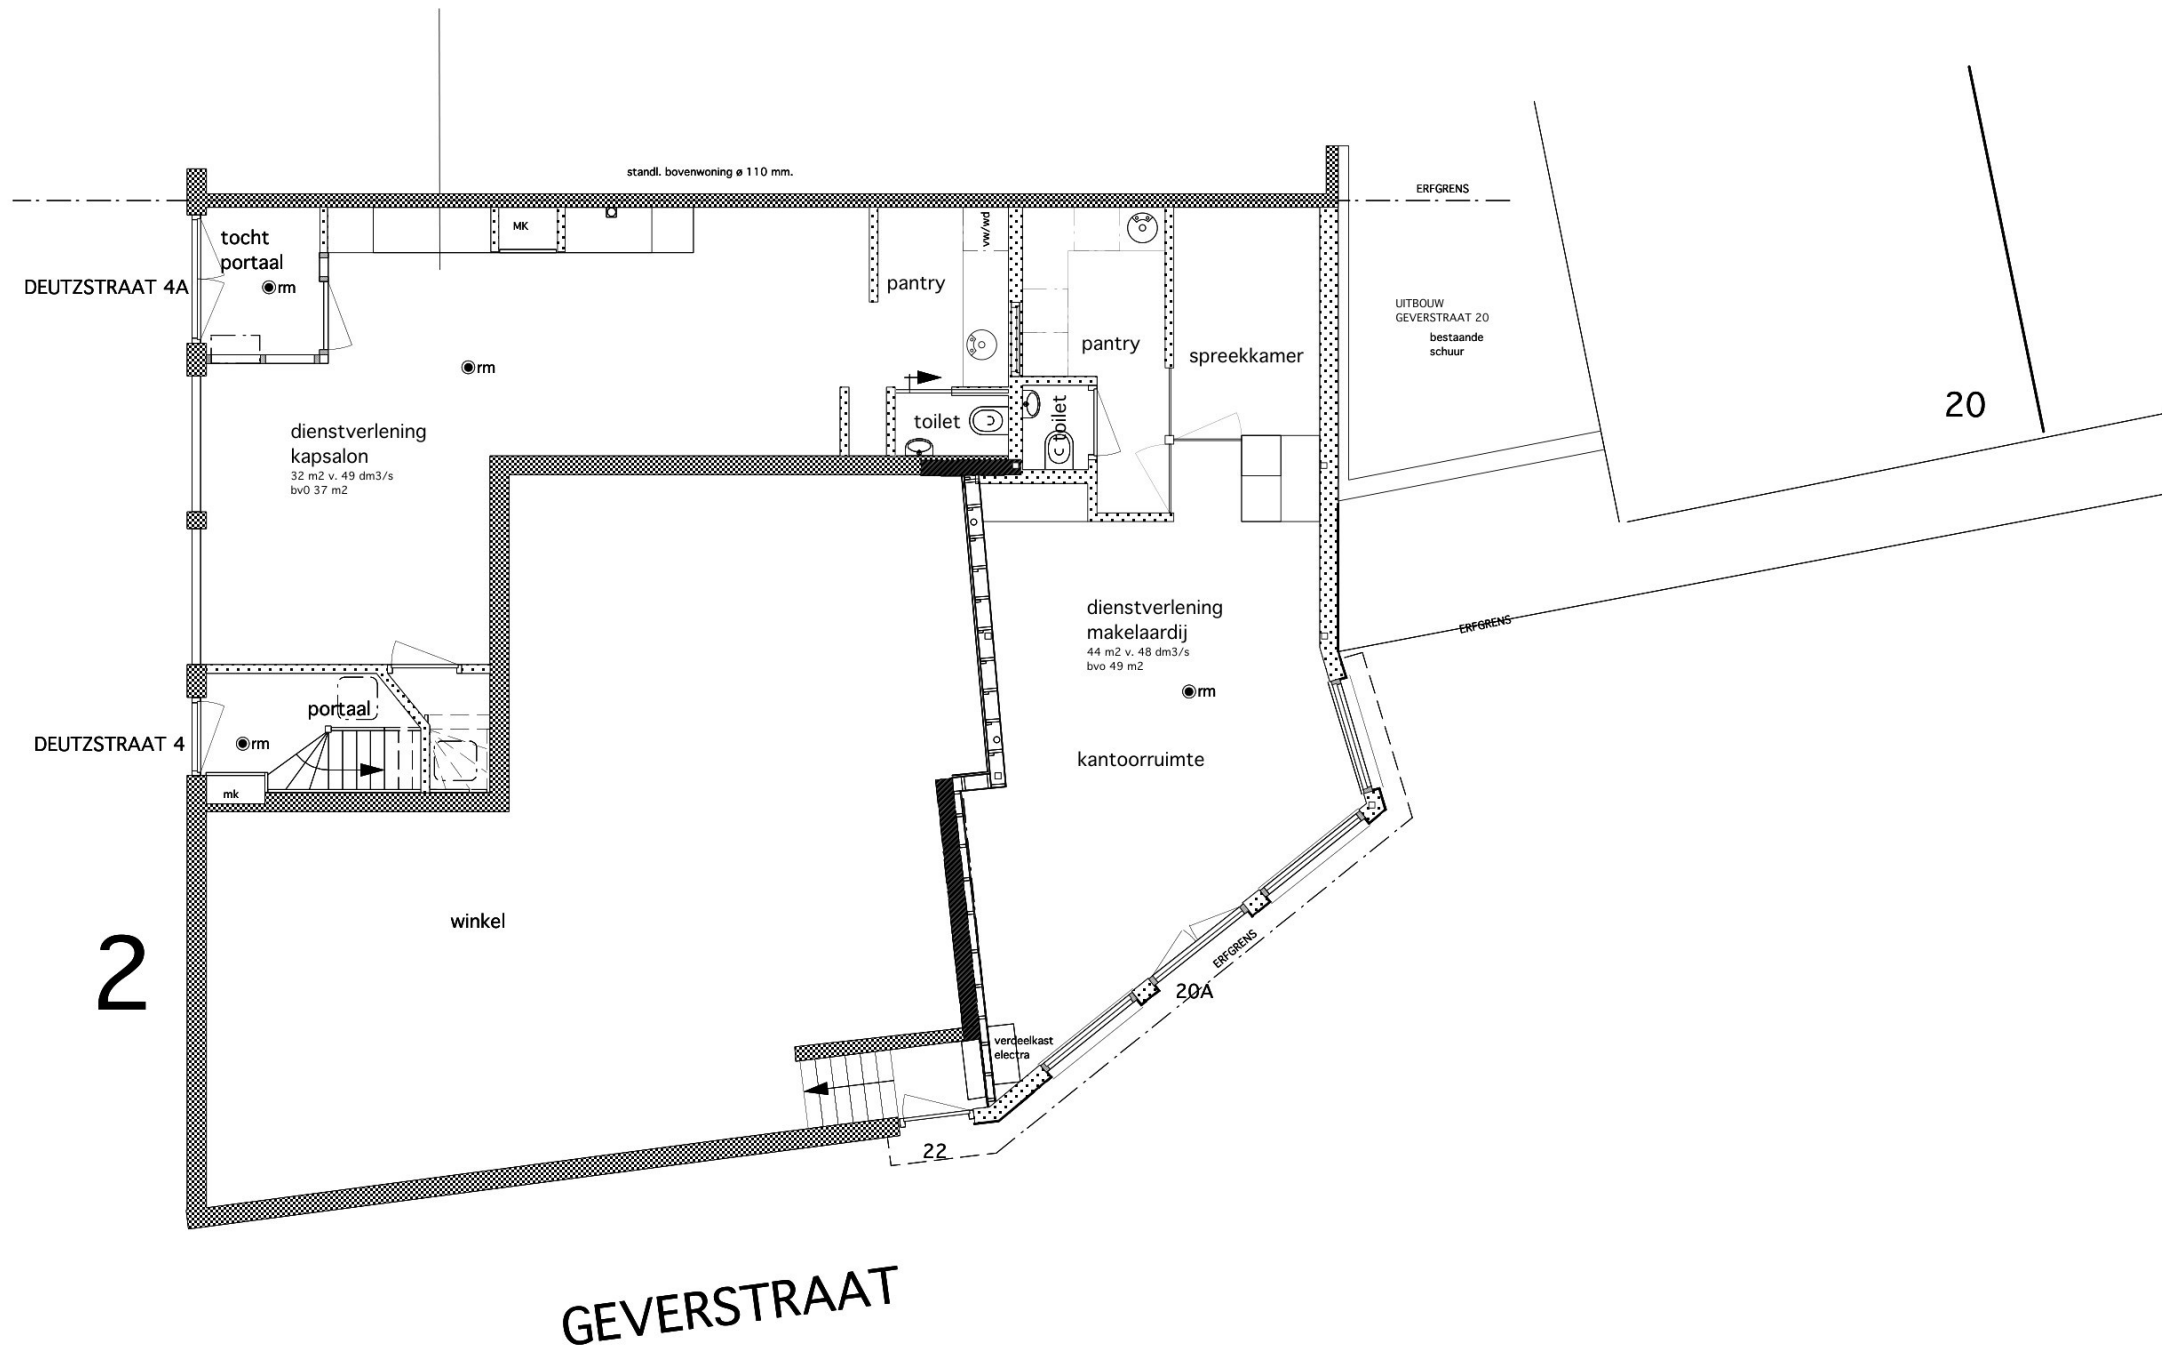 standl. bovenwoning ø 110 mm.
ERFGRENS
MK
tocht
portaal
rm
DEUTZSTRAAT 4A
vw/wd
pantry
pantry
spreekkamer
UITBOUW
GEVERSTRAAT 20
bestaande
schuur
20
rm
toilet
toilet
dienstverlening
kapsalon
32 m2 v. 49 dm3/s
bv0 37 m2
dienstverlening
makelaardij
44 m2 v. 48 dm3/s
bvo 49 m2
rm
ERFGRENS
portaal
DEUTZSTRAAT 4
rm
mk
kantoorruimte
winkel
2
ERFGRENS
20A
verdeelkast
electra
22
GEVERSTRAAT